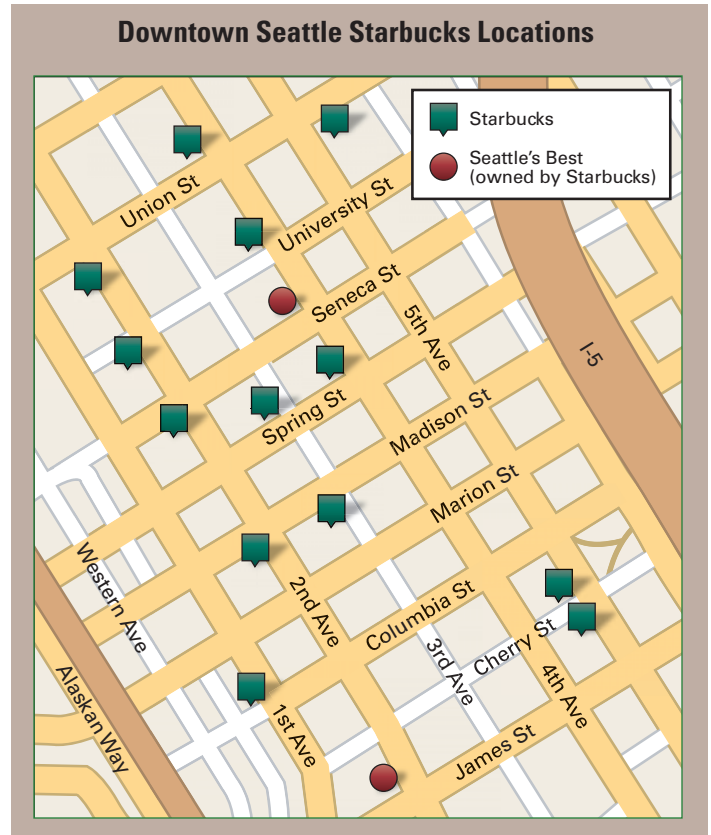 Downtown Seattle Starbucks Locations
Starbucks
Seattle's Best
(owned by Starbucks)
Union St
University St
Seneca St
5th Ave
I-5
Spring St
Madison St
Marion St
Western Ave
2nd Ave
Columbia St
3rd Ave
Cherry St
4th Ave
Alaskan Way
1st Ave
James St